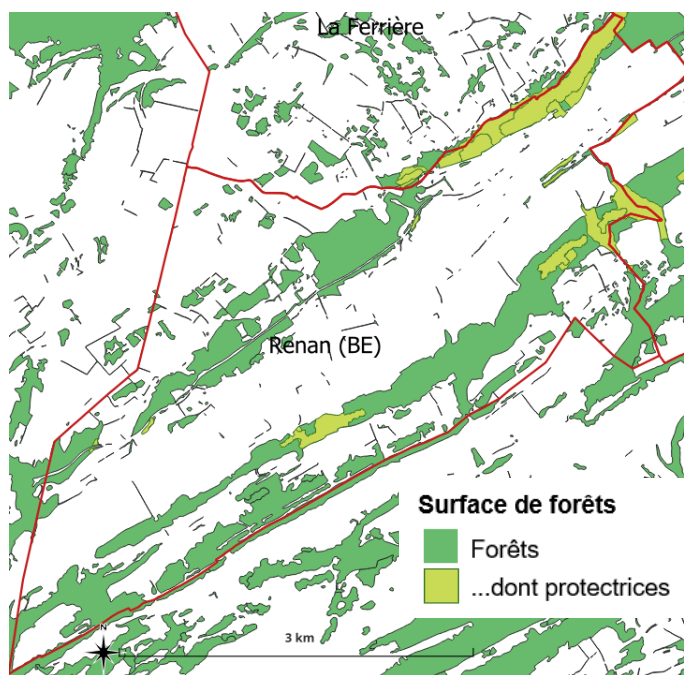 La Ferrière
Renan (BE)
Surface de forêts
Forêts
...dont protectrices
N
3 km